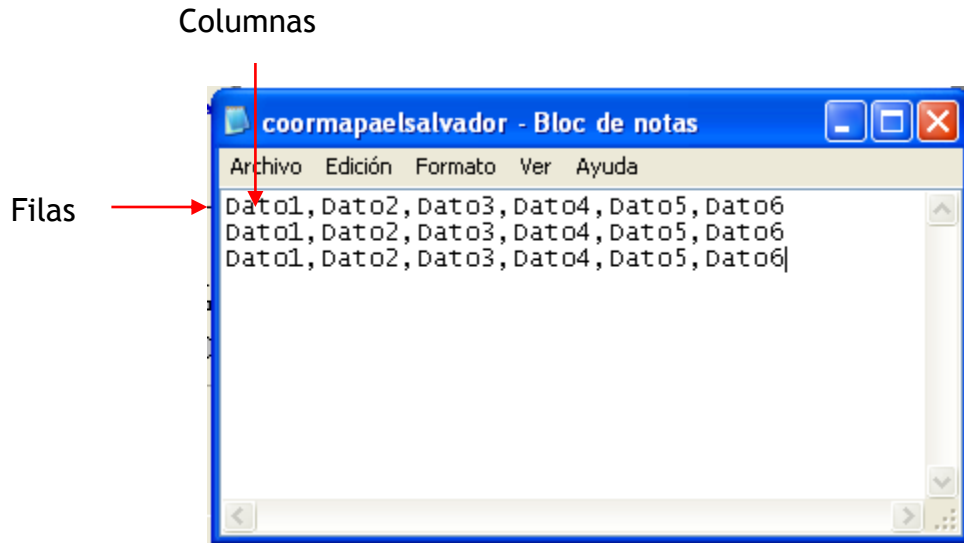 Columnas
coormapaelsalvador - Bloc de notas
Archivo Edición Formato Ver Ayuda
Filas
Dato1,Dato2,Dato3,Dato4,Dato5,Dato6
Dato1,Dato2,Dato3,Dato4,Dato5,Dato6
Dato1,Dato2,Dato3,Dato4,Dato5,Dato6